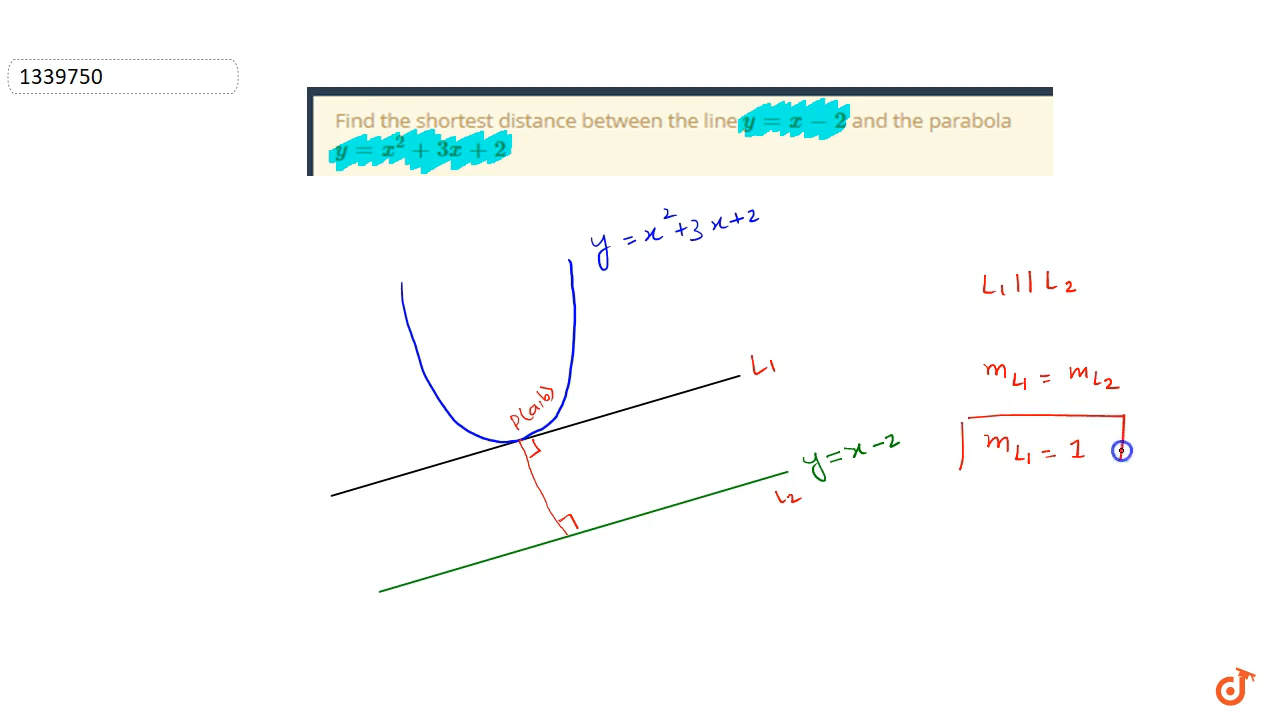 1339750
Find the shortest distance between the line y = x − 2 and the parabola
y = x² + 3x + 2
y = x² + 3x + 2
L₁ || L₂
L₁
m_L₁ = m_L₂
P(a,b)
y = x − 2
m_L₁ = 1
L₂